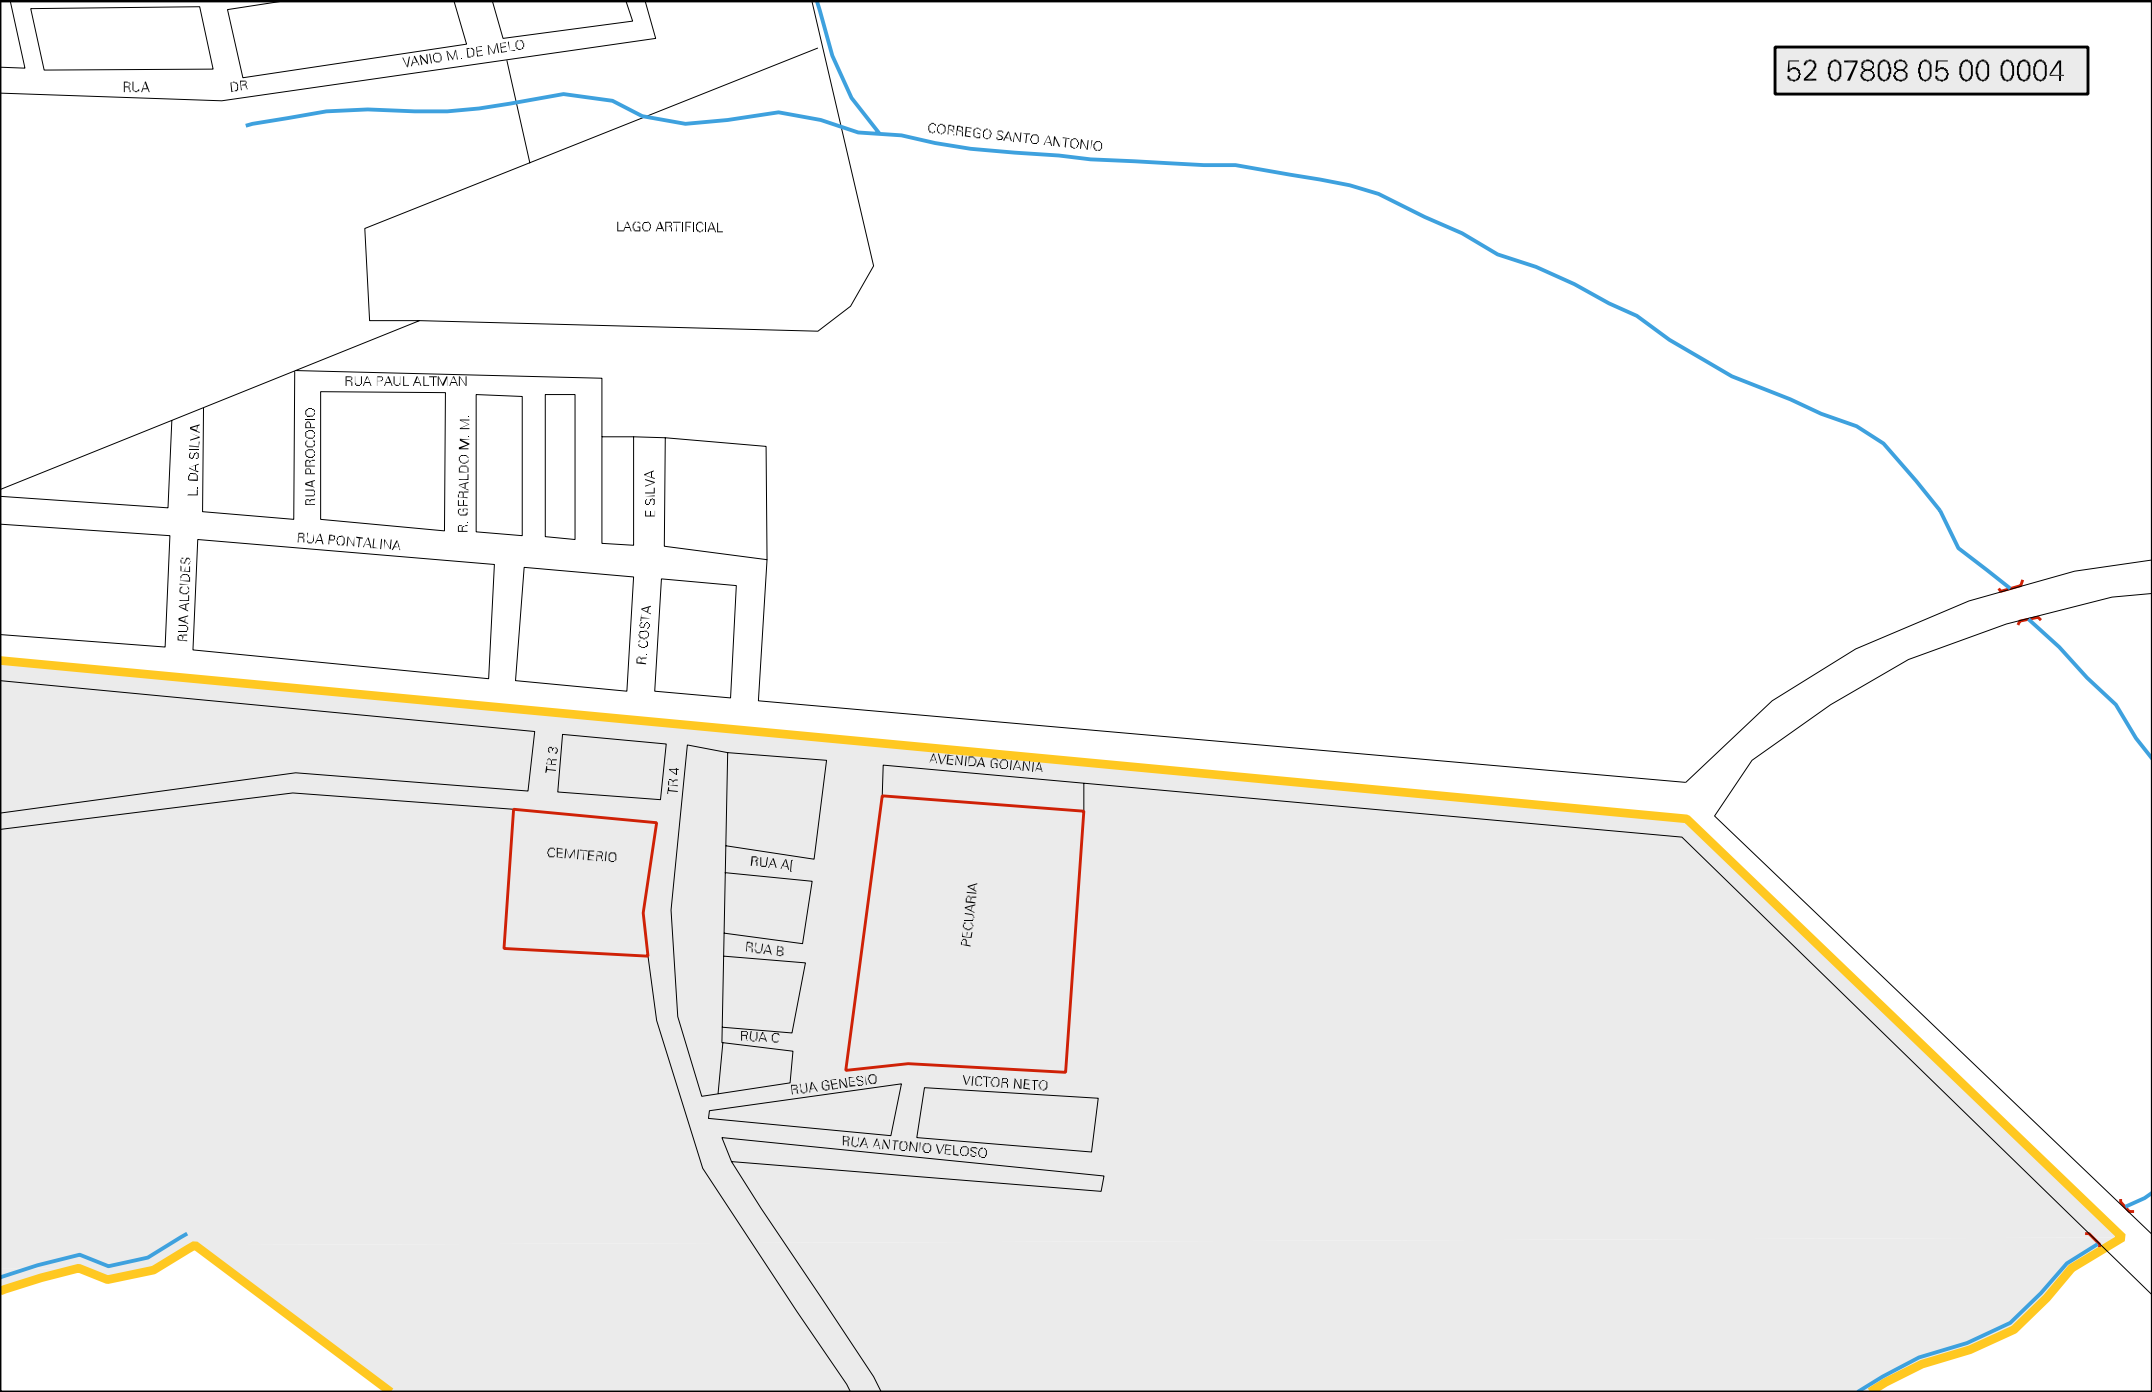 VANIO M. DE MELO
RUA
DR
52 07808 05 00 0004
CORREGO SANTO ANTONIO
LAGO ARTIFICIAL
RUA PAUL ALTMAN
L. DA SILVA
RUA PROCOPIO
R. GERALDO M. M.
E SILVA
RUA PONTALINA
RUA ALCIDES
R. COSTA
TR 3
TR 4
AVENIDA GOIANIA
CEMITERIO
RUA A
PECUARIA
RUA B
RUA C
RUA GENESIO
VICTOR NETO
RUA ANTONIO VELOSO